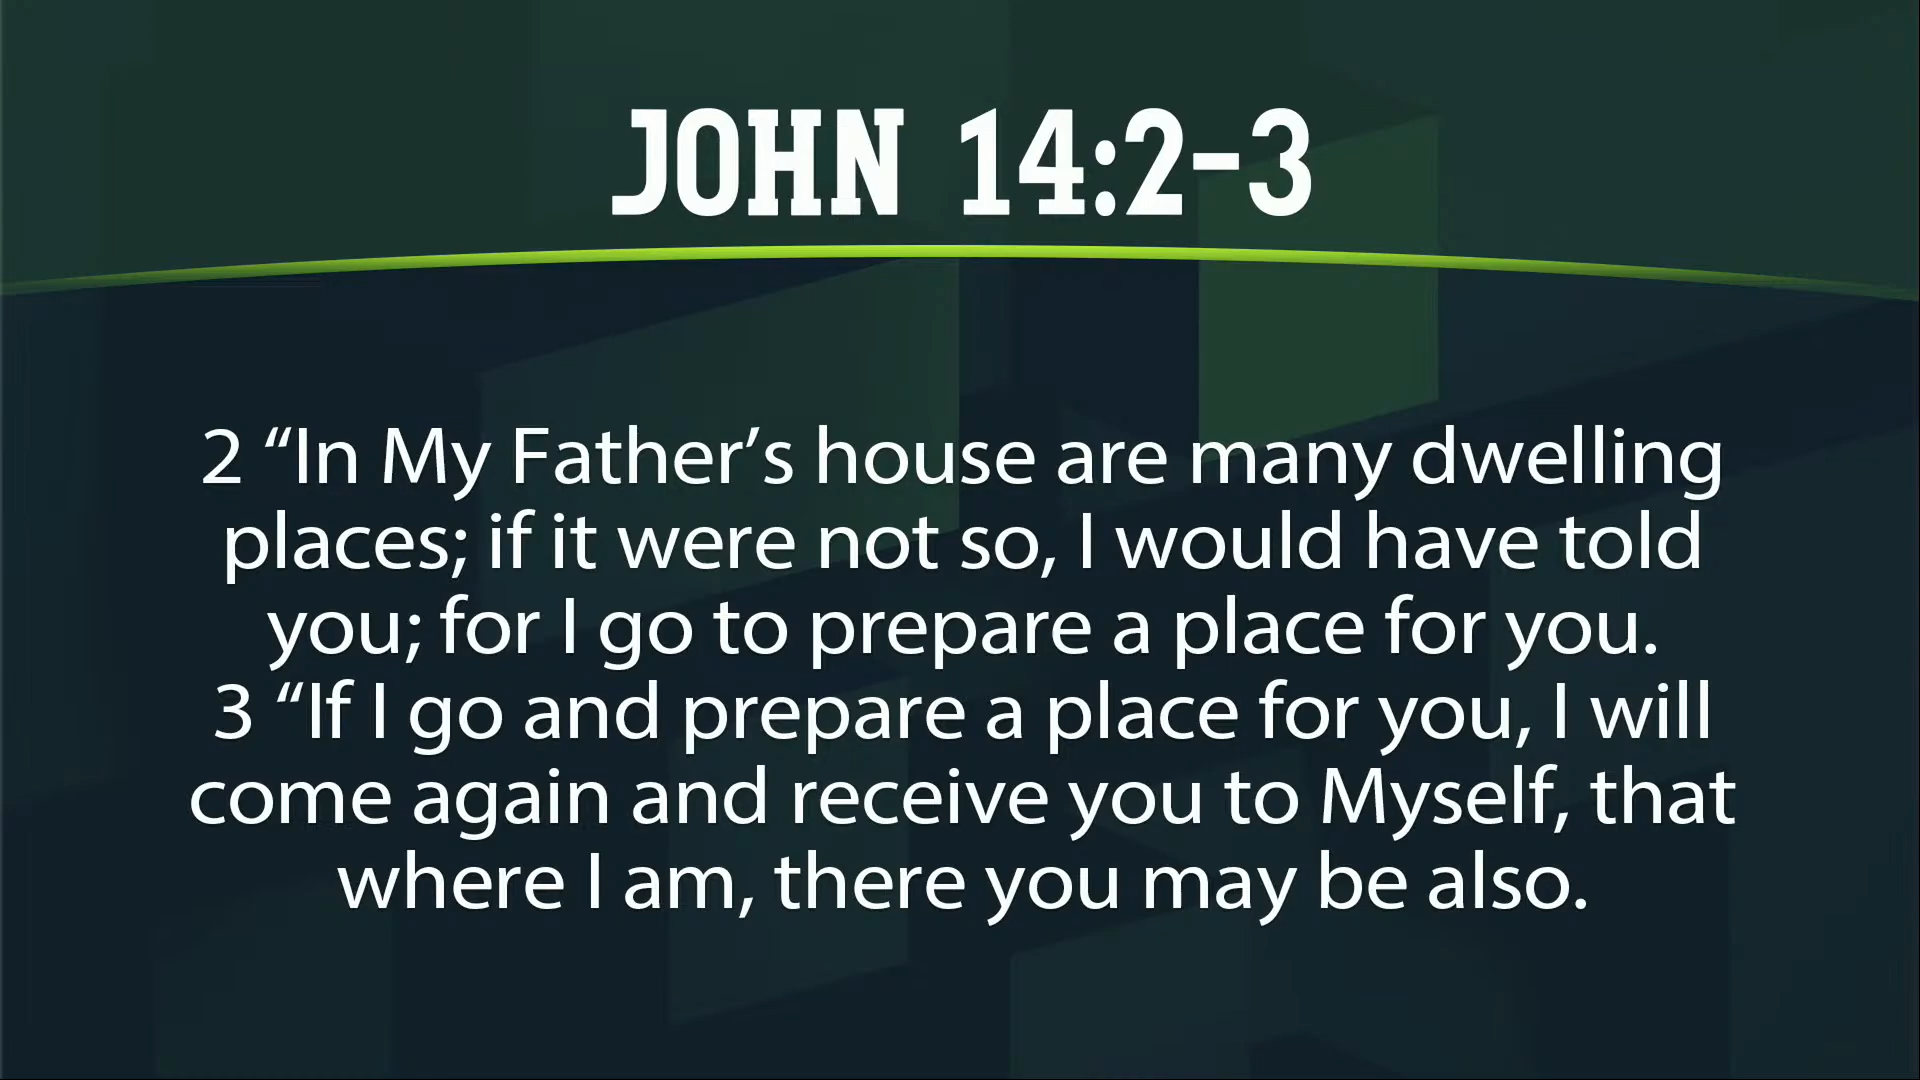 JOHN 14:2-3
2 “In My Father’s house are many dwelling
places; if it were not so, I would have told
you; for I go to prepare a place for you.
3 “If I go and prepare a place for you, I will
come again and receive you to Myself, that
where I am, there you may be also.